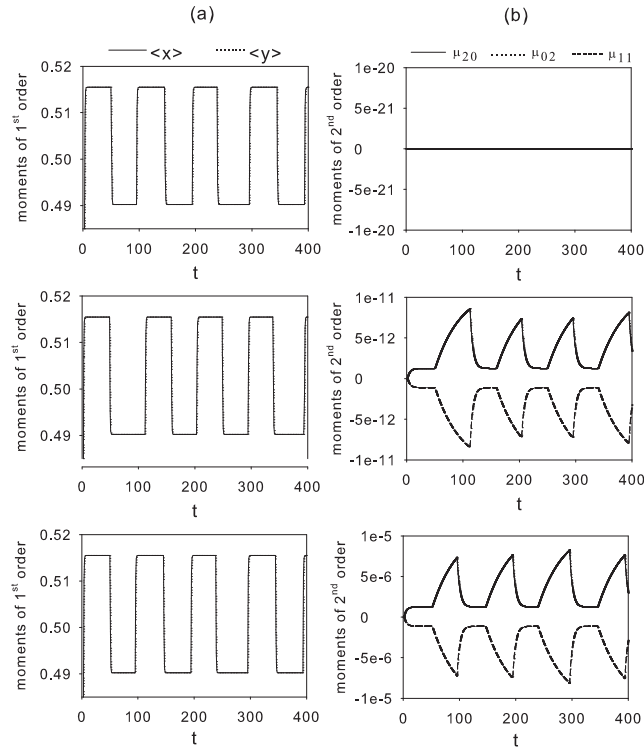 (a) (b)
<x> <y>
μ20 μ02 μ11
moments of 1st order
0.52
0.51
0.50
0.49
0 100 200 300 400
t
moments of 2nd order
1e-20
5e-21
0
-5e-21
-1e-20
0 100 200 300 400
t
moments of 1st order
0.52
0.51
0.50
0.49
0 100 200 300 400
t
moments of 2nd order
1e-11
5e-12
0
-5e-12
-1e-11
0 100 200 300 400
t
moments of 1st order
0.52
0.51
0.50
0.49
0 100 200 300 400
t
moments of 2nd order
1e-5
5e-6
0
-5e-6
-1e-5
0 100 200 300 400
t